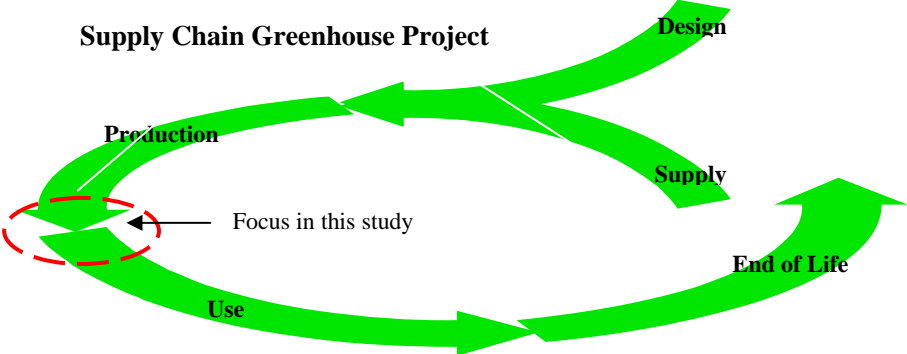 Supply Chain Greenhouse Project
Design
Production
Supply
Focus in this study
End of Life
Use